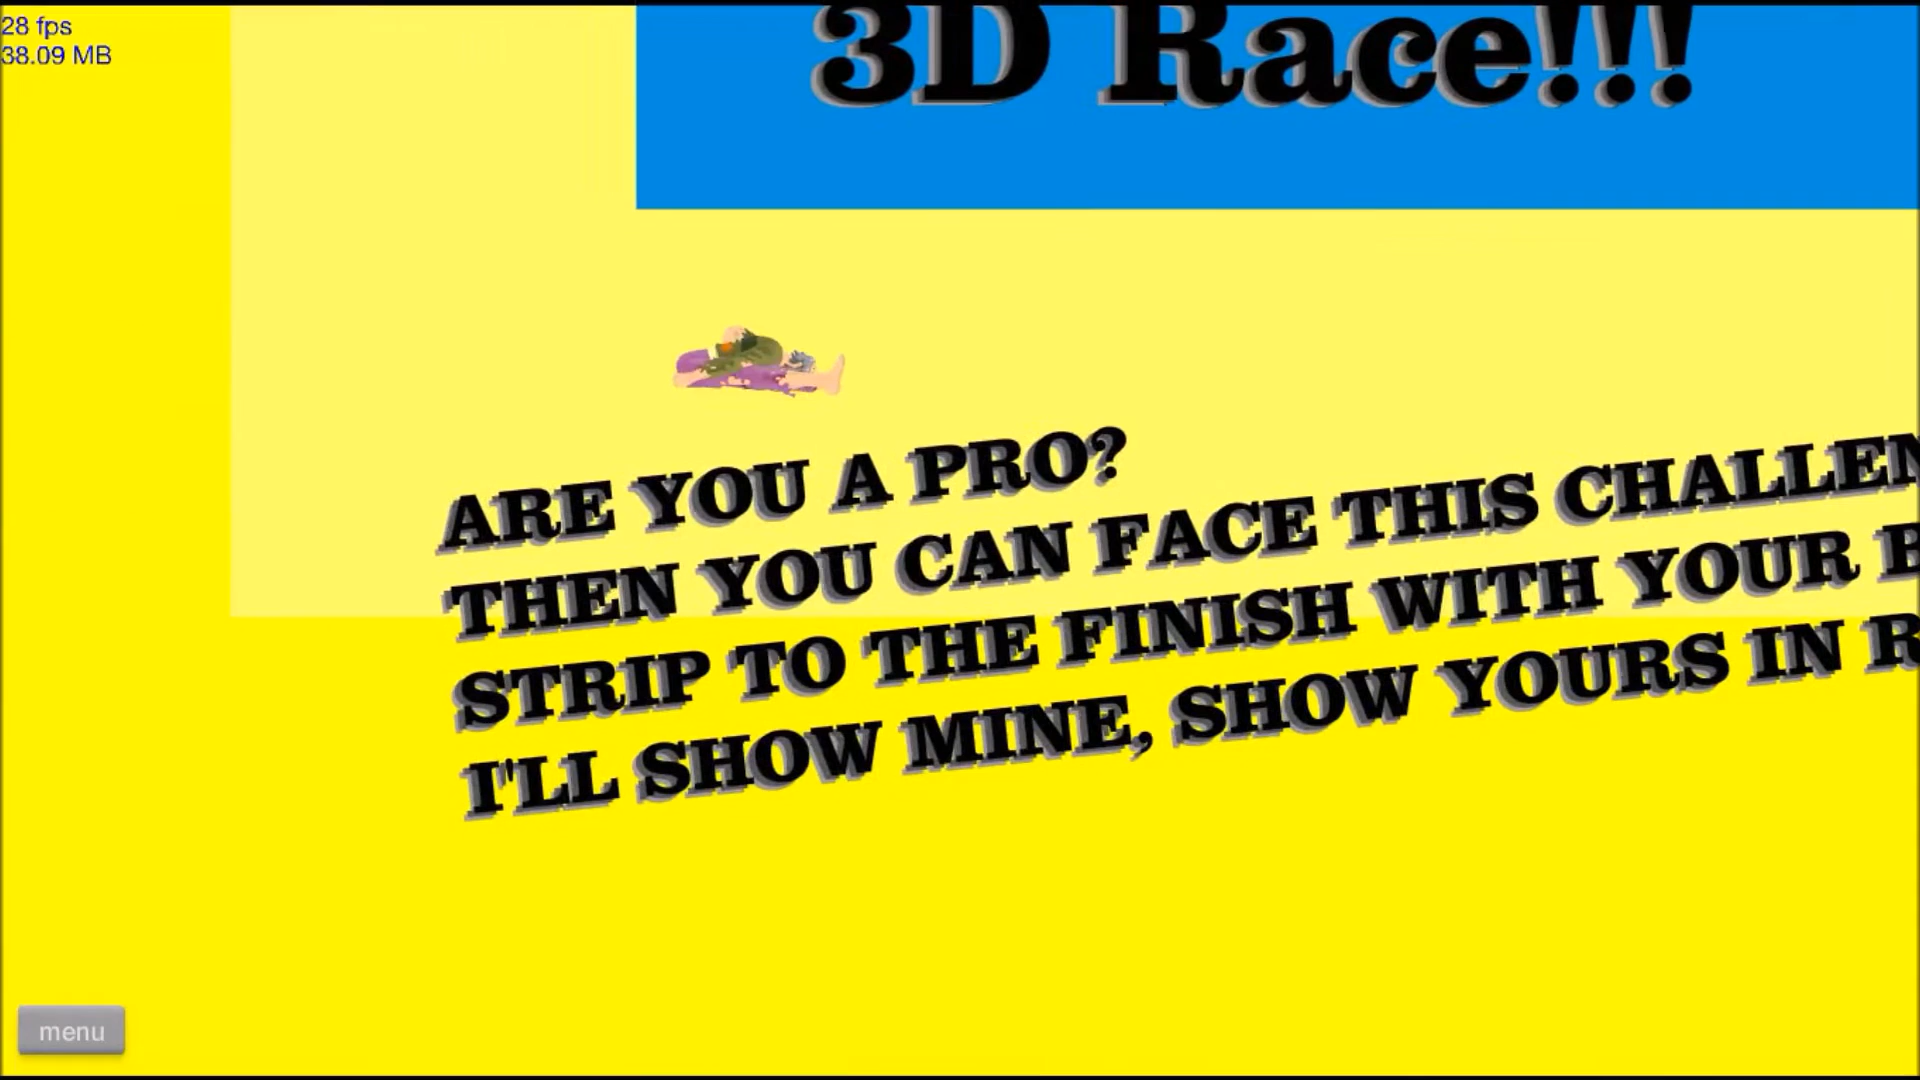 28 fps
38.09 MB
3D Race!!!
ARE YOU A PRO?
THEN YOU CAN FACE THIS
STRIP TO THE FINISH WITH YOUR
I'LL SHOW MINE, SHOW YOURS IN
menu